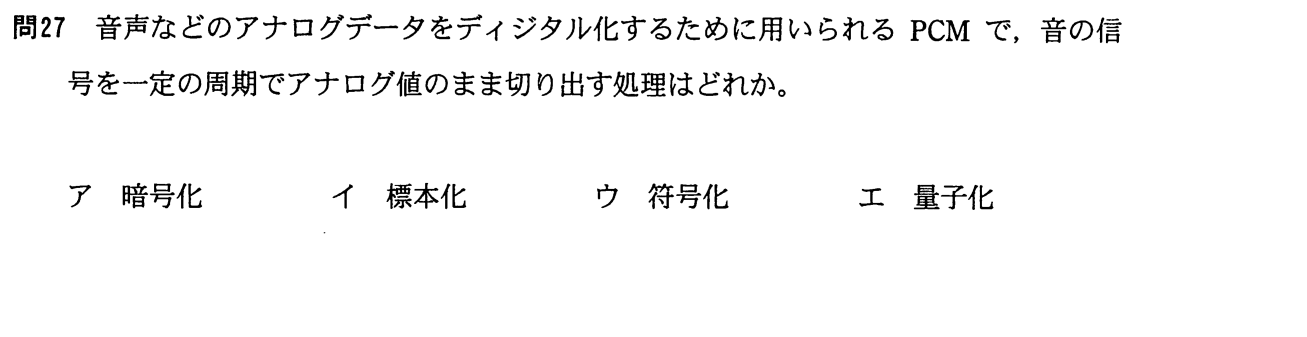 問27 音声などのアナログデータをディジタル化するために用いられる PCM で，音の信
号を一定の周期でアナログ値のまま切り出す処理はどれか。
ア 暗号化 イ 標本化 ウ 符号化 エ 量子化